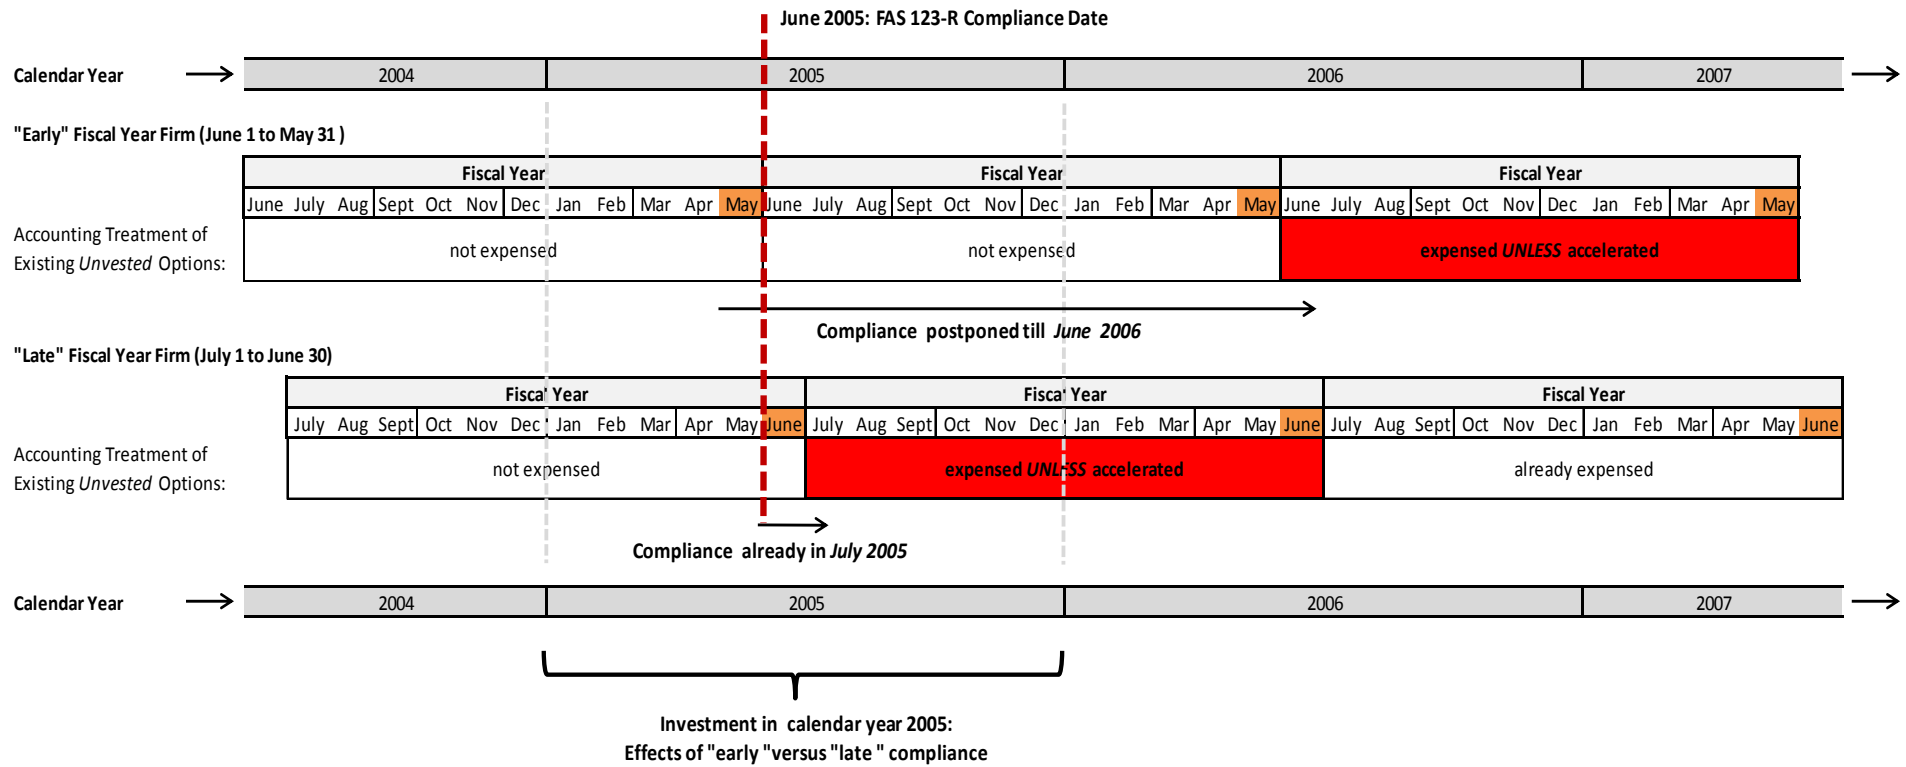 June 2005: FAS 123-R Compliance Date
Calendar Year 2004 2005 2006 2007
"Early" Fiscal Year Firm (June 1 to May 31 )
Fiscal Year Fiscal Year Fiscal Year
June July Aug Sept Oct Nov Dec Jan Feb Mar Apr May June July Aug Sept Oct Nov Dec Jan Feb Mar Apr May June July Aug Sept Oct Nov Dec Jan Feb Mar Apr May
Accounting Treatment of
Existing Unvested Options:
not expensed not expensed expensed UNLESS accelerated
Compliance postponed till June 2006
"Late" Fiscal Year Firm (July 1 to June 30)
Fiscal Year Fiscal Year Fiscal Year
July Aug Sept Oct Nov Dec Jan Feb Mar Apr May June July Aug Sept Oct Nov Dec Jan Feb Mar Apr May June July Aug Sept Oct Nov Dec Jan Feb Mar Apr May June
Accounting Treatment of
Existing Unvested Options:
not expensed expensed UNLESS accelerated already expensed
Compliance already in July 2005
Calendar Year 2004 2005 2006 2007
Investment in calendar year 2005:
Effects of "early "versus "late " compliance